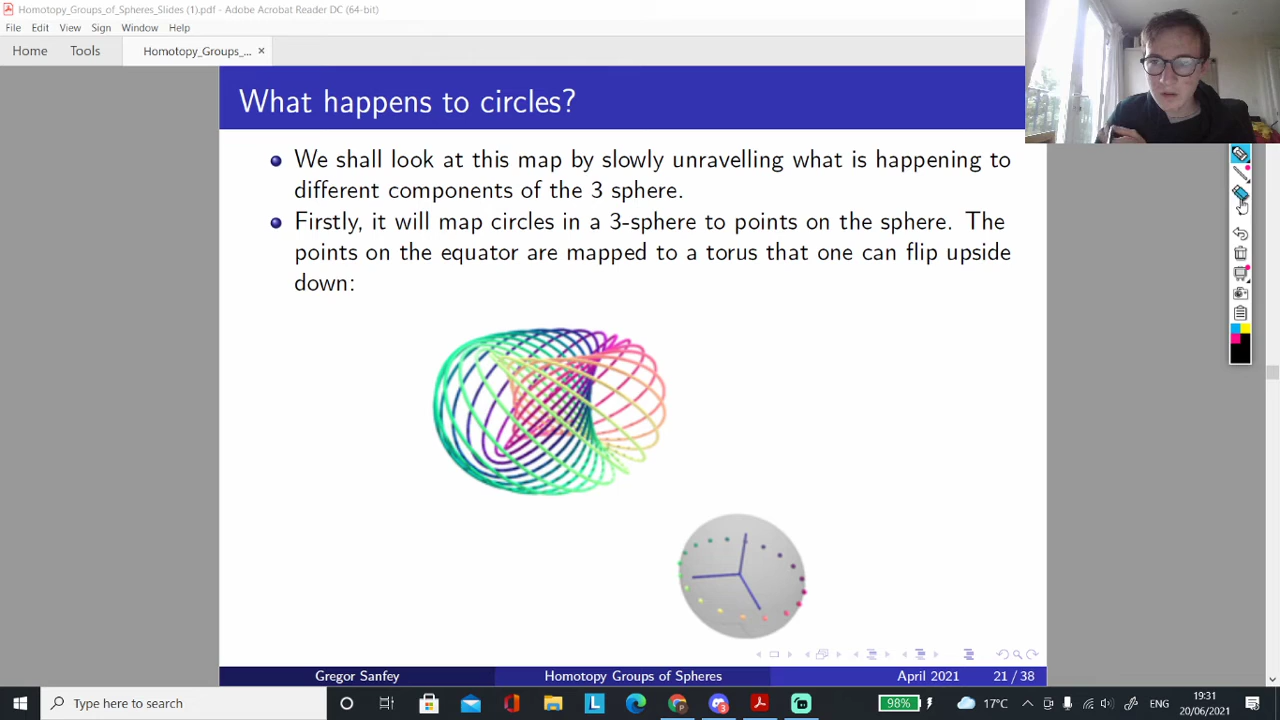 Homotopy_Groups_of_Spheres_Slides (1).pdf - Adobe Acrobat Reader DC (64-bit)
File Edit View Sign Window Help
Home Tools Homotopy_Groups_... ×
What happens to circles?
We shall look at this map by slowly unravelling what is happening to
different components of the 3 sphere.
Firstly, it will map circles in a 3-sphere to points on the sphere. The
points on the equator are mapped to a torus that one can flip upside
down:
Gregor Sanfey Homotopy Groups of Spheres April 2021 21 / 38
Type here to search 98% 17°C ENG 19:31
20/06/2021